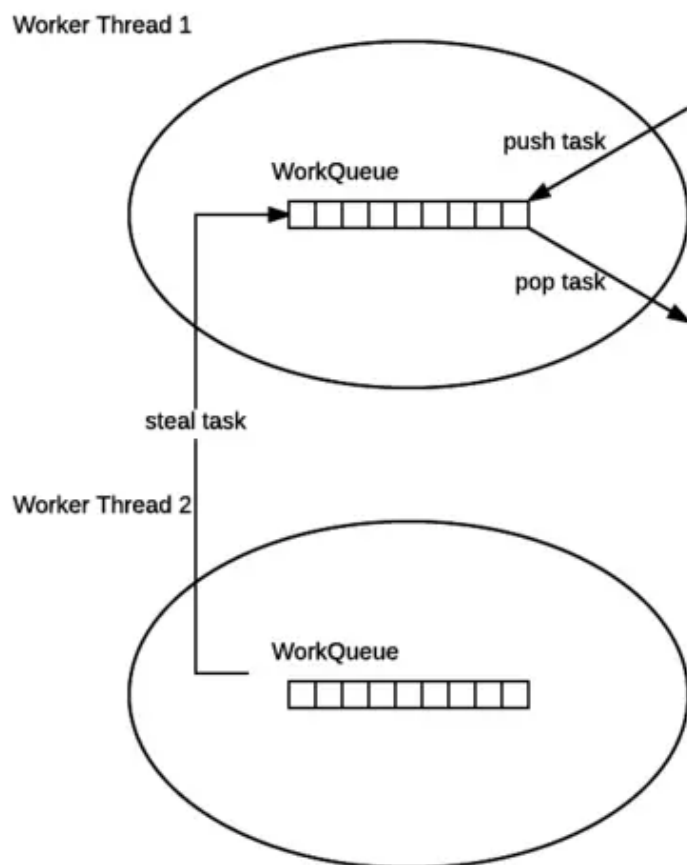 Worker Thread 1
push task
WorkQueue
pop task
steal task
Worker Thread 2
WorkQueue